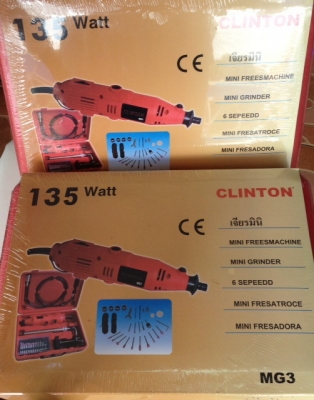 135 Watt
CLINTON
CE
เจียรมินิ
MINI FREESMACHINE
MINI GRINDER
6 SEPEEDD
MINI FRESATROCE
MINI FRESADORA
135 Watt
CLINTON
CE
เจียรมินิ
MINI FREESMACHINE
MINI GRINDER
6 SEPEEDD
MINI FRESATROCE
MINI FRESADORA
MG3